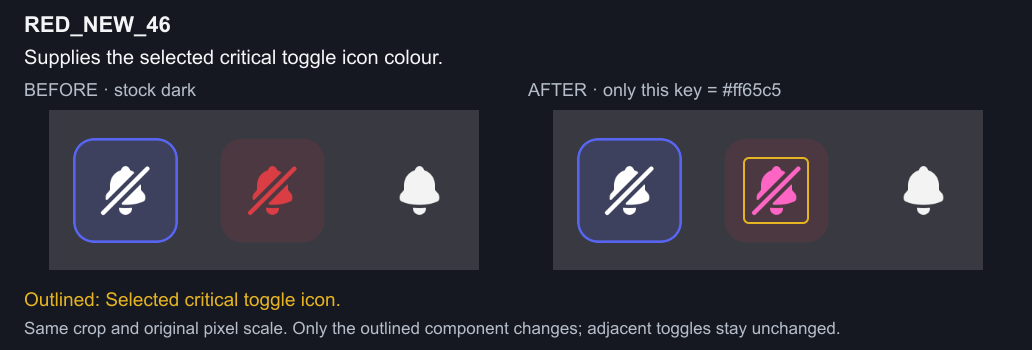 RED_NEW_46
Supplies the selected critical toggle icon colour.
BEFORE · stock dark
AFTER · only this key = #ff65c5
Outlined: Selected critical toggle icon.
Same crop and original pixel scale. Only the outlined component changes; adjacent toggles stay unchanged.